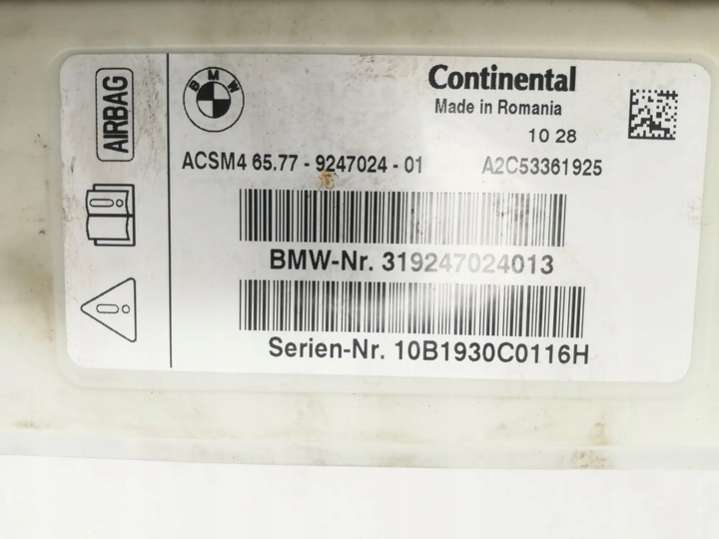 AIRBAG
BMW
Continental
Made in Romania
10 28
ACSM4 65.77 - 9247024 - 01 A2C53361925
BMW-Nr. 319247024013
Serien-Nr. 10B1930C0116H